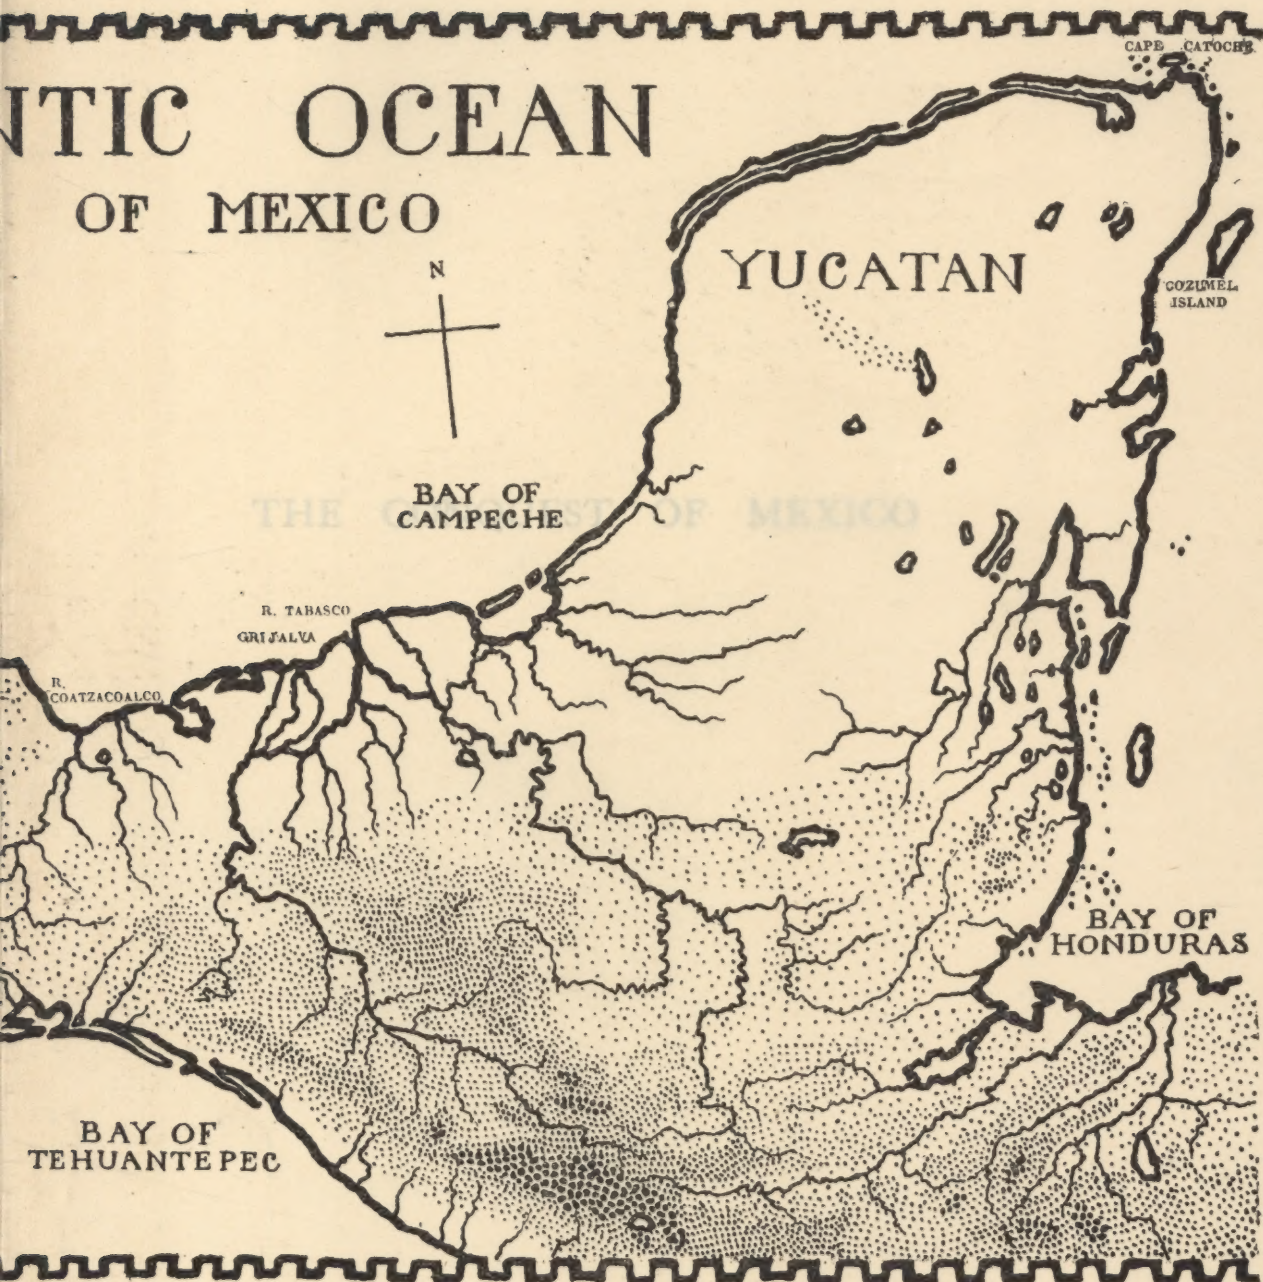 CAPE CATOCHE
NTIC OCEAN
OF MEXICO
N
YUCATAN
COZUMEL
ISLAND
BAY OF
CAMPECHE
THE CONQUEST OF MEXICO
R. TABASCO
GRIJALVA
R.
COATZACOALCO
BAY OF
HONDURAS
BAY OF
TEHUANTEPEC